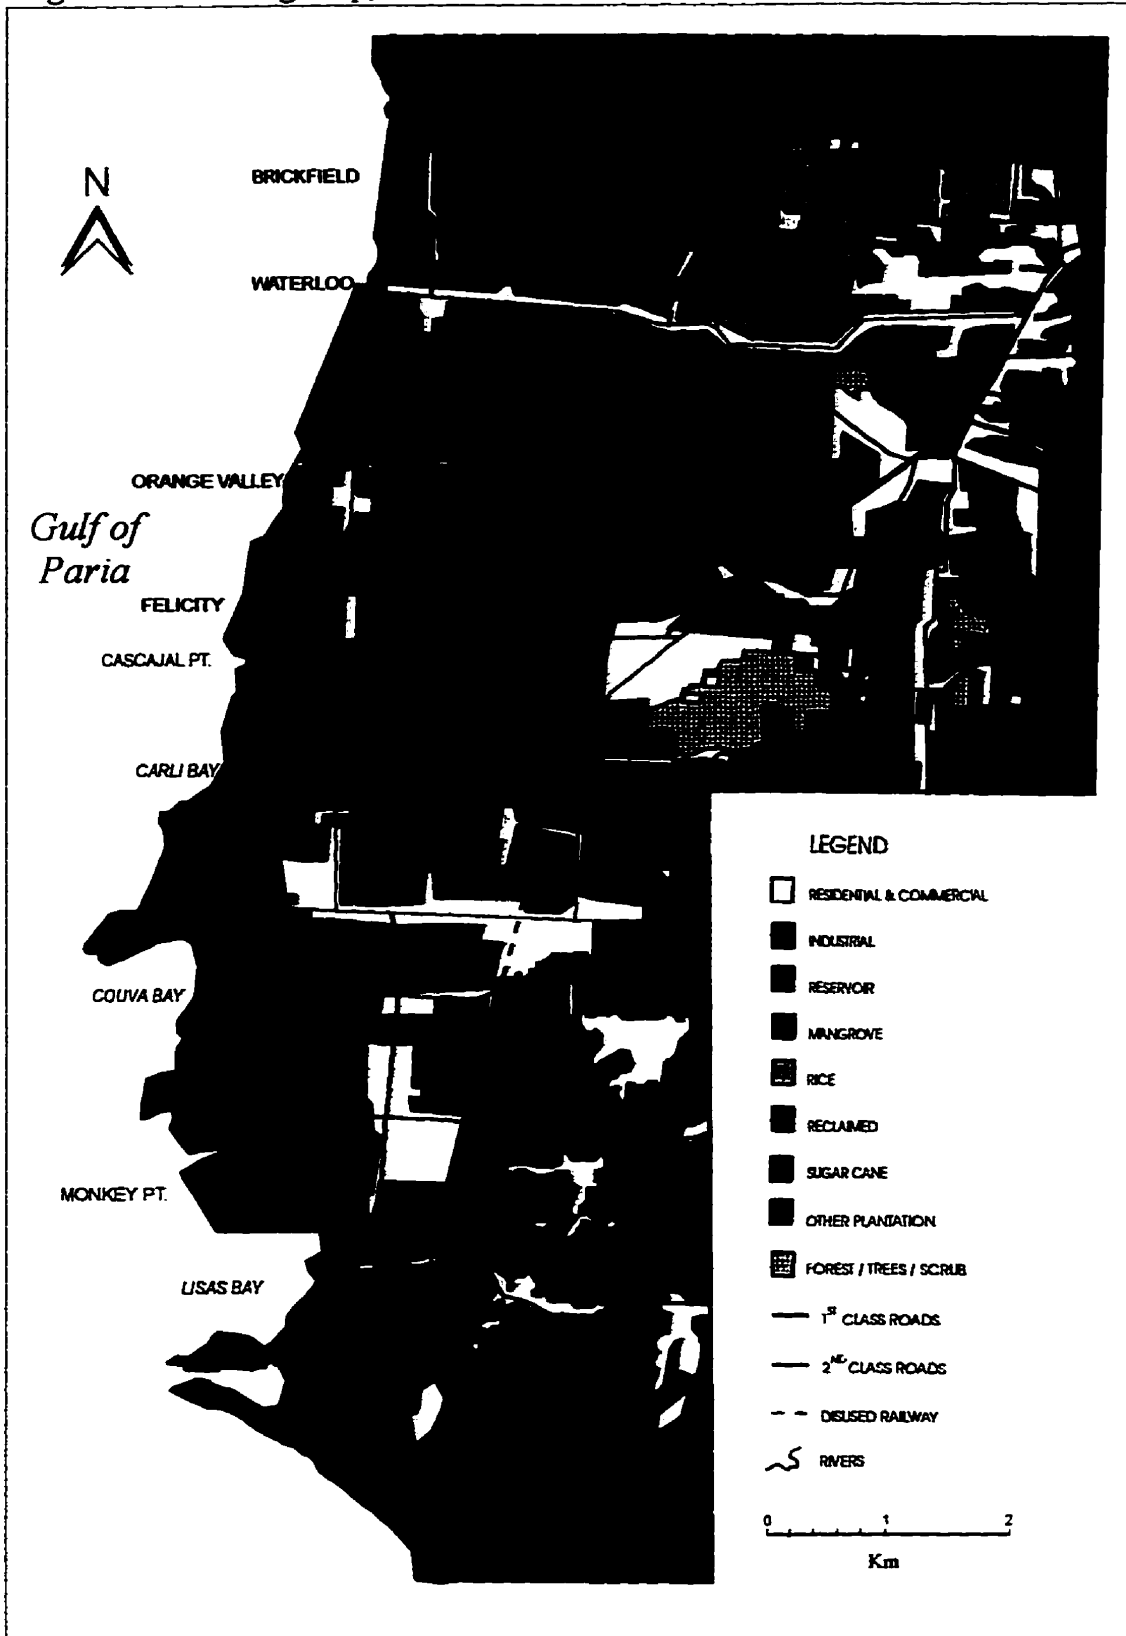 N
BRICKFIELD
WATERLOO
ORANGE VALLEY
Gulf of
Paria
FELICITY
CASCAJAL PT.
CARLI BAY
COUVA BAY
MONKEY PT.
LISAS BAY
LEGEND
RESIDENTIAL & COMMERCIAL
INDUSTRIAL
RESERVOIR
MANGROVE
RICE
RECLAIMED
SUGAR CANE
OTHER PLANTATION
FOREST / TREES / SCRUB
1ST CLASS ROADS
2ND CLASS ROADS
DISUSED RAILWAY
RIVERS
0 1 2
Km